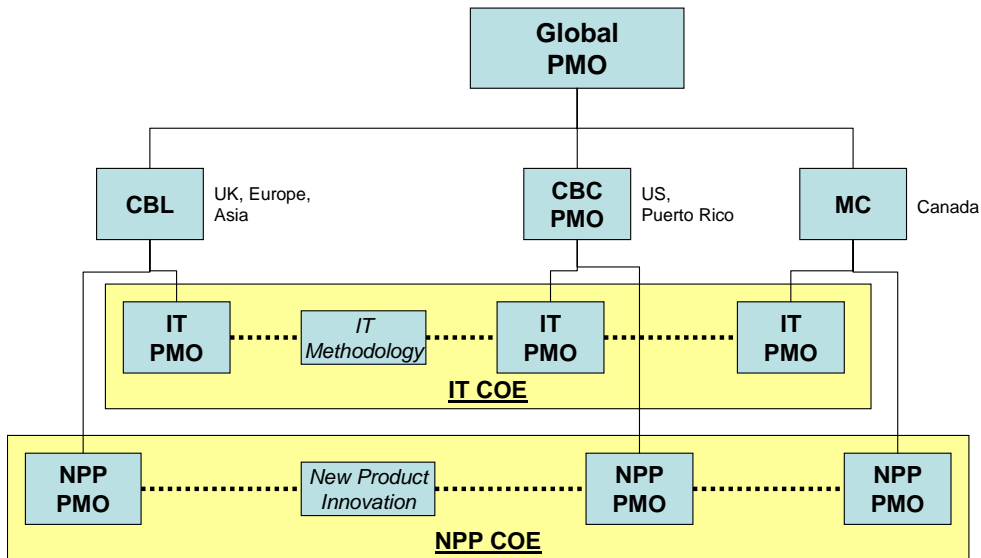 Global
PMO
CBL
UK, Europe,
Asia
CBC
PMO
US,
Puerto Rico
MC
Canada
IT
PMO
IT
Methodology
IT
PMO
IT
PMO
IT COE
NPP
PMO
New Product
Innovation
NPP
PMO
NPP
PMO
NPP COE